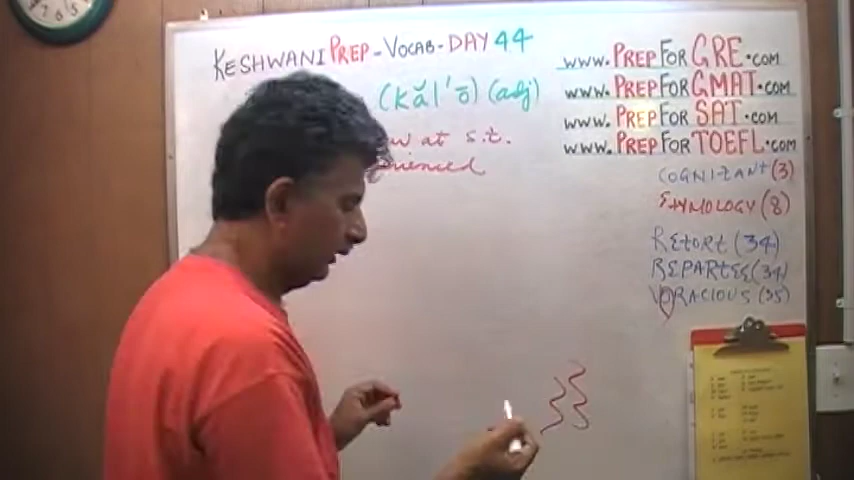 KESHWANI PREP - VOCAB - DAY 44
(kăl'ō) (adj)
at s.t.
www.PREPFORGRE.com
www.PREPFORGMAT.com
www.PREPFORSAT.com
www.PREPFORTOEFL.com
COGNIZANT (3)
ETYMOLOGY (8)
RETORT (34)
REPARTEE (34)
VORACIOUS (35)